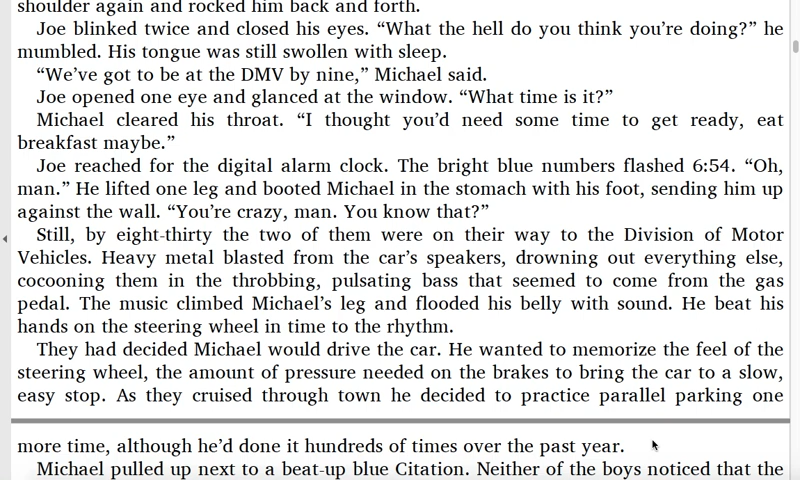 shoulder again and rocked him back and forth.
Joe blinked twice and closed his eyes. “What the hell do you think you’re doing?” he
mumbled. His tongue was still swollen with sleep.
“We’ve got to be at the DMV by nine,” Michael said.
Joe opened one eye and glanced at the window. “What time is it?”
Michael cleared his throat. “I thought you’d need some time to get ready, eat
breakfast maybe.”
Joe reached for the digital alarm clock. The bright blue numbers flashed 6:54. “Oh,
man.” He lifted one leg and booted Michael in the stomach with his foot, sending him up
against the wall. “You’re crazy, man. You know that?”
Still, by eight-thirty the two of them were on their way to the Division of Motor
Vehicles. Heavy metal blasted from the car’s speakers, drowning out everything else,
cocooning them in the throbbing, pulsating bass that seemed to come from the gas
pedal. The music climbed Michael’s leg and flooded his belly with sound. He beat his
hands on the steering wheel in time to the rhythm.
They had decided Michael would drive the car. He wanted to memorize the feel of the
steering wheel, the amount of pressure needed on the brakes to bring the car to a slow,
easy stop. As they cruised through town he decided to practice parallel parking one
more time, although he’d done it hundreds of times over the past year.
Michael pulled up next to a beat-up blue Citation. Neither of the boys noticed that the